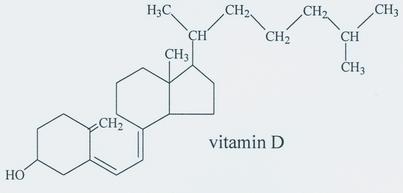 H₃C CH₂ CH₂ CH₃
CH CH₂ CH
CH₃ CH₃
CH₂
vitamin D
HO